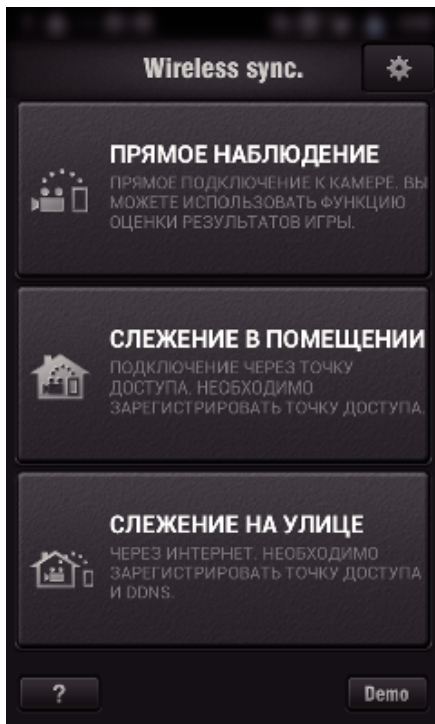 Wireless sync.
ПРЯМОЕ НАБЛЮДЕНИЕ
ПРЯМОЕ ПОДКЛЮЧЕНИЕ К КАМЕРЕ. ВЫ
МОЖЕТЕ ИСПОЛЬЗОВАТЬ ФУНКЦИЮ
ОЦЕНКИ РЕЗУЛЬТАТОВ ИГРЫ.
СЛЕЖЕНИЕ В ПОМЕЩЕНИИ
ПОДКЛЮЧЕНИЕ ЧЕРЕЗ ТОЧКУ
ДОСТУПА. НЕОБХОДИМО
ЗАРЕГИСТРИРОВАТЬ ТОЧКУ ДОСТУПА.
СЛЕЖЕНИЕ НА УЛИЦЕ
ЧЕРЕЗ ИНТЕРНЕТ. НЕОБХОДИМО
ЗАРЕГИСТРИРОВАТЬ ТОЧКУ ДОСТУПА
И DDNS.
?
Demo